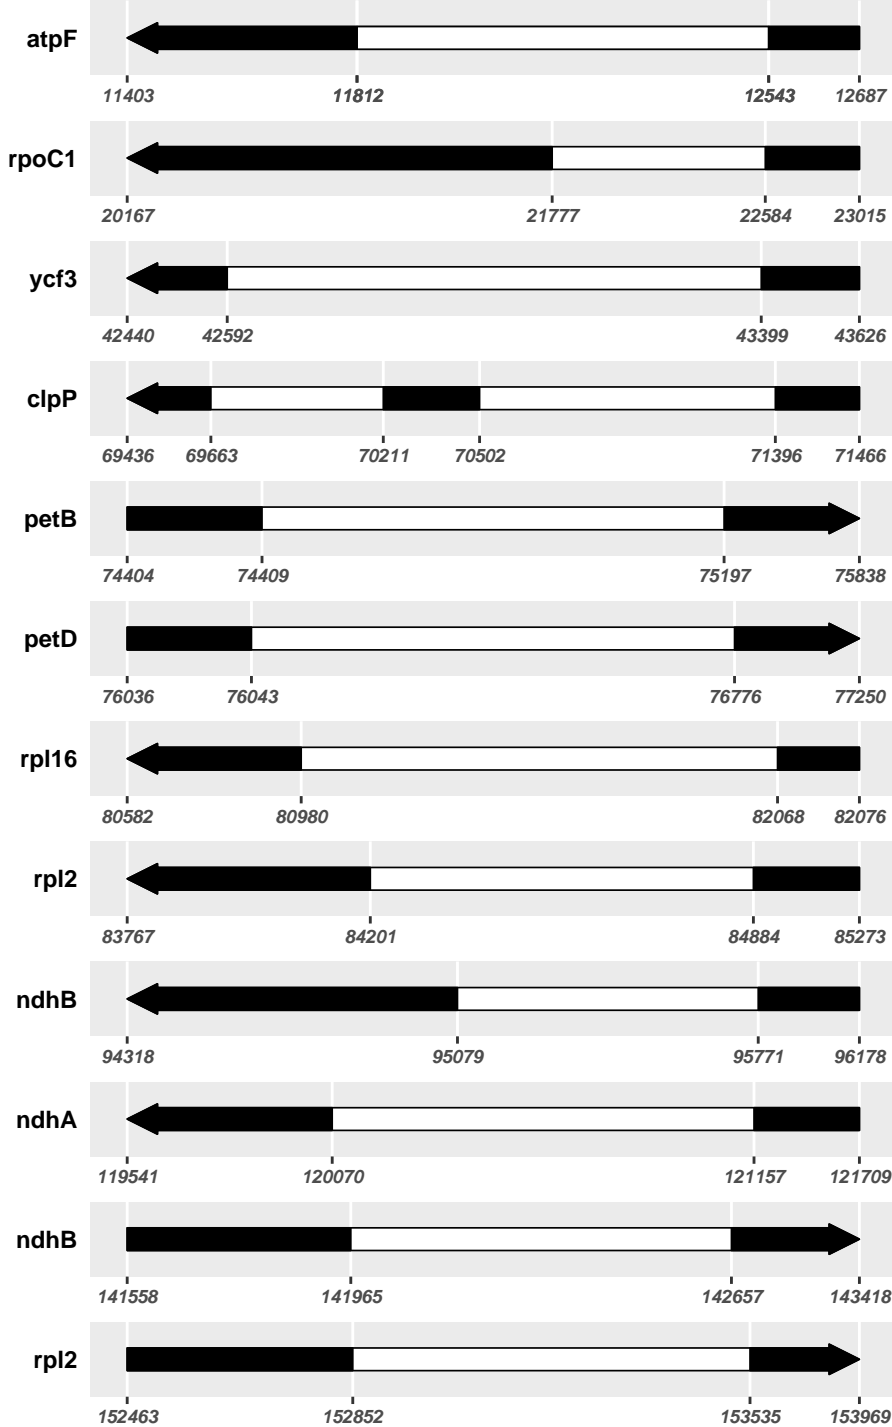 atpF
11403 11812 12543 12687
rpoC1
20167 21777 22584 23015
ycf3
42440 42592 43399 43626
clpP
69436 69663 70211 70502 71396 71466
petB
74404 74409 75197 75838
petD
76036 76043 76776 77250
rpl16
80582 80980 82068 82076
rpl2
83767 84201 84884 85273
ndhB
94318 95079 95771 96178
ndhA
119541 120070 121157 121709
ndhB
141558 141965 142657 143418
rpl2
152463 152852 153535 153969